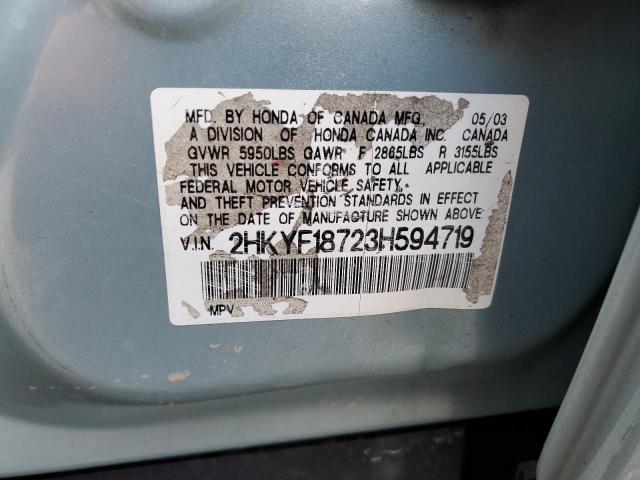 MFD. BY HONDA OF CANADA MFG., 05/03
A DIVISION OF HONDA CANADA INC. CANADA
GVWR 5950LBS GAWR F 2865LBS R 3155LBS
THIS VEHICLE CONFORMS TO ALL APPLICABLE
FEDERAL MOTOR VEHICLE SAFETY,
AND THEFT PREVENTION STANDARDS IN EFFECT
ON THE DATE OF MANUFACTURE SHOWN ABOVE.
V.I.N. 2HKYF18723H594719
MPV